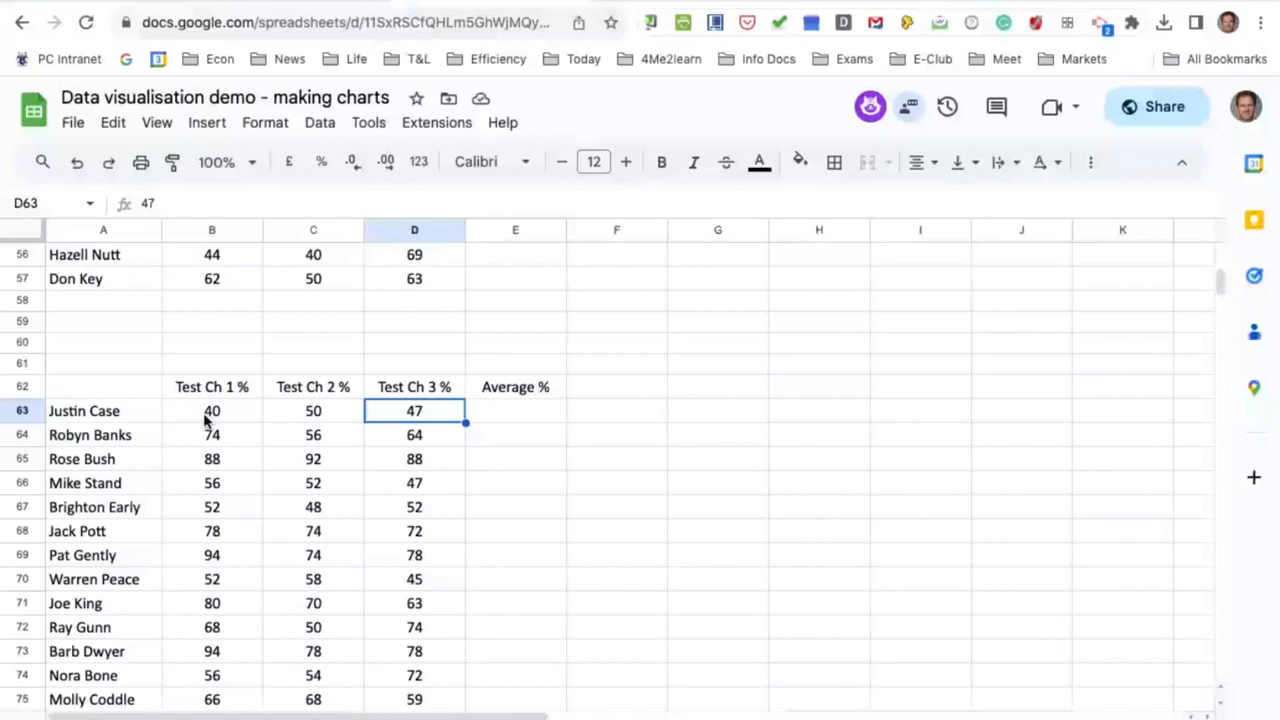 docs.google.com/spreadsheets/d/11SxRSCfQHLm5GhWjMQy...
2
PC Intranet Econ News Life T&L Efficiency Today 4Me2learn Info Docs Exams E-Club Meet Markets All Bookmarks
Data visualisation demo - making charts
Share
File Edit View Insert Format Data Tools Extensions Help
100% £ % .0 .00 123 Calibri 12 B I A
D63 fx 47
A B C D E F G H I J K
56 Hazell Nutt 44 40 69
57 Don Key 62 50 63
58
59
60
61
62 Test Ch 1 % Test Ch 2 % Test Ch 3 % Average %
63 Justin Case 40 50 47
64 Robyn Banks 74 56 64
65 Rose Bush 88 92 88
66 Mike Stand 56 52 47
67 Brighton Early 52 48 52
68 Jack Pott 78 74 72
69 Pat Gently 94 74 78
70 Warren Peace 52 58 45
71 Joe King 80 70 63
72 Ray Gunn 68 50 74
73 Barb Dwyer 94 78 78
74 Nora Bone 56 54 72
75 Molly Coddle 66 68 59